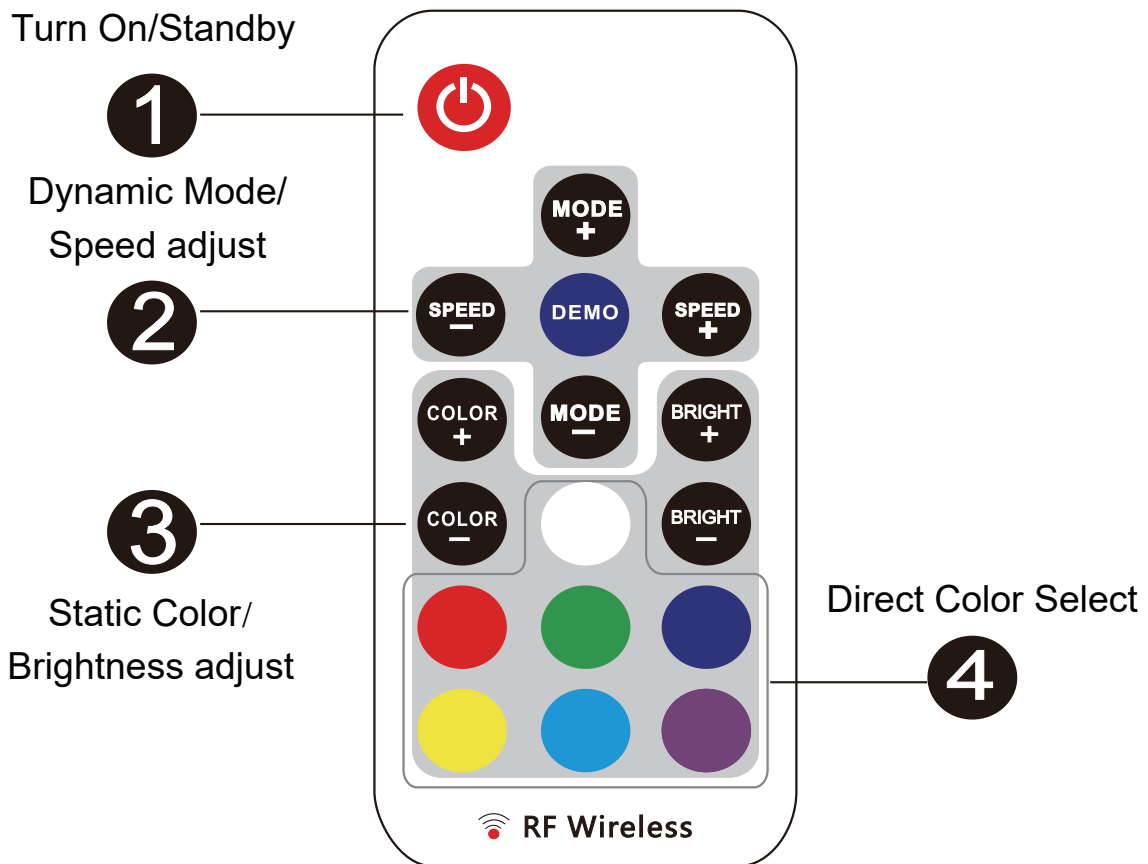 Turn On/Standby
1
Dynamic Mode/
Speed adjust
2
MODE
+
SPEED
−
DEMO
SPEED
+
COLOR
+
MODE
−
BRIGHT
+
3
COLOR
−
BRIGHT
−
Static Color/
Brightness adjust
Direct Color Select
4
RF Wireless